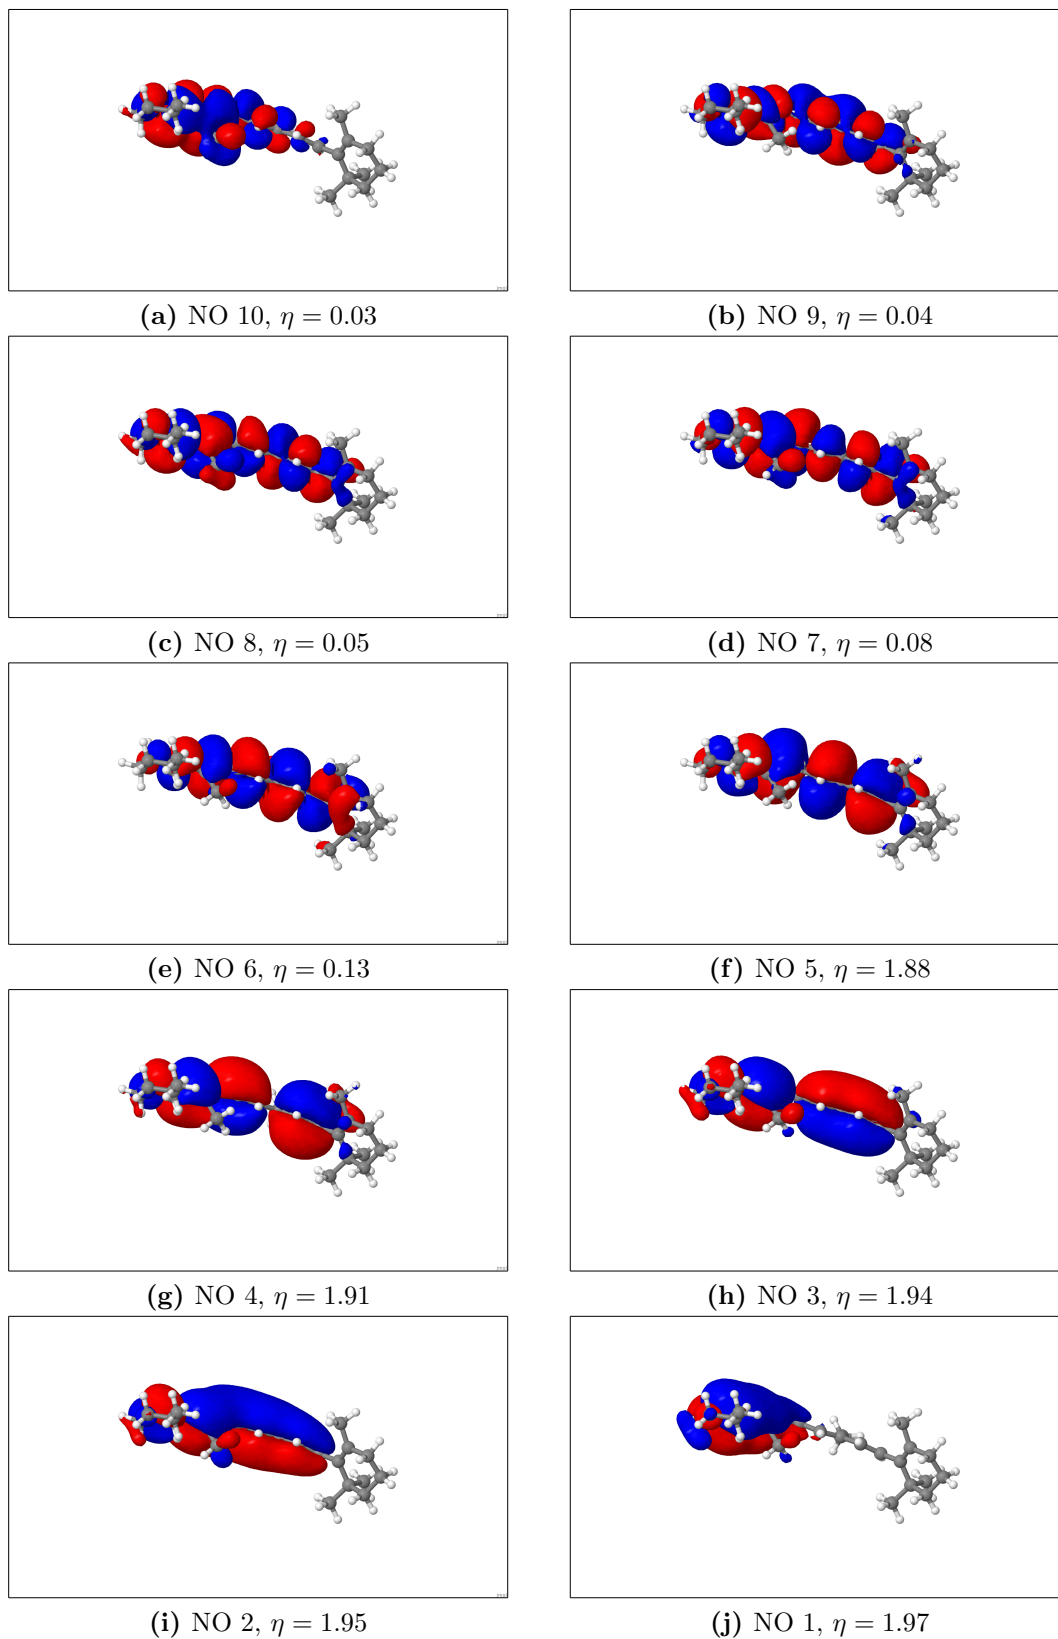 (a) NO 10, η = 0.03
(b) NO 9, η = 0.04
(c) NO 8, η = 0.05
(d) NO 7, η = 0.08
(e) NO 6, η = 0.13
(f) NO 5, η = 1.88
(g) NO 4, η = 1.91
(h) NO 3, η = 1.94
(i) NO 2, η = 1.95
(j) NO 1, η = 1.97